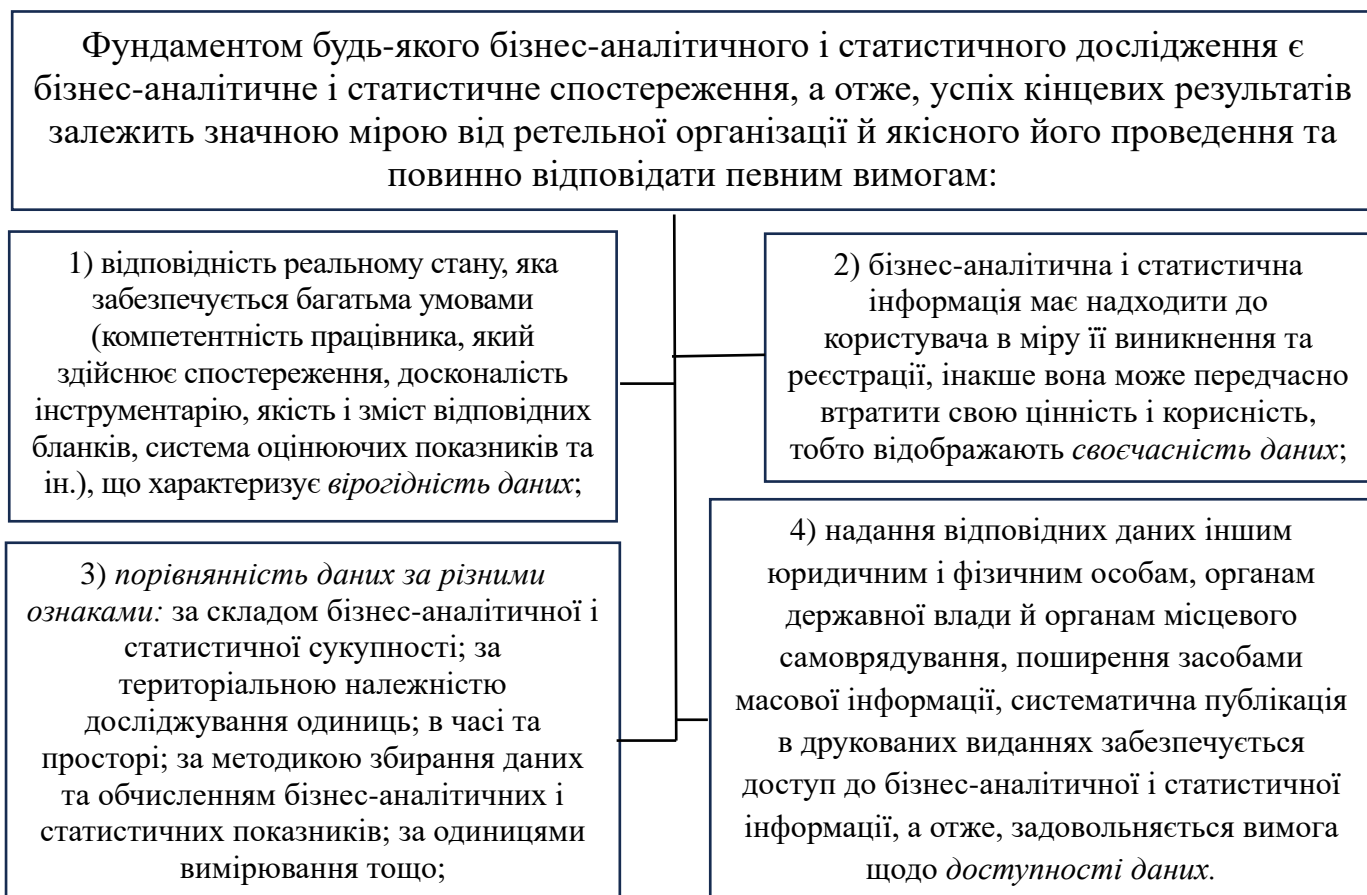 Фундаментом будь-якого бізнес-аналітичного і статистичного дослідження є
бізнес-аналітичне і статистичне спостереження, а отже, успіх кінцевих результатів
залежить значною мірою від ретельної організації й якісного його проведення та
повинно відповідати певним вимогам:
1) відповідність реальному стану, яка
забезпечується багатьма умовами
(компетентність працівника, який
здійснює спостереження, досконалість
інструментарію, якість і зміст відповідних
бланків, система оцінюючих показників та
ін.), що характеризує вірогідність даних;
2) бізнес-аналітична і статистична
інформація має надходити до
користувача в міру її виникнення та
реєстрації, інакше вона може передчасно
втратити свою цінність і корисність,
тобто відображають своєчасність даних;
3) порівнянність даних за різними
ознаками: за складом бізнес-аналітичної і
статистичної сукупності; за
територіальною належністю
досліджування одиниць; в часі та
просторі; за методикою збирання даних
та обчисленням бізнес-аналітичних і
статистичних показників; за одиницями
вимірювання тощо;
4) надання відповідних даних іншим
юридичним і фізичним особам, органам
державної влади й органам місцевого
самоврядування, поширення засобами
масової інформації, систематична публікація
в друкованих виданнях забезпечується
доступ до бізнес-аналітичної і статистичної
інформації, а отже, задовольняється вимога
щодо доступності даних.